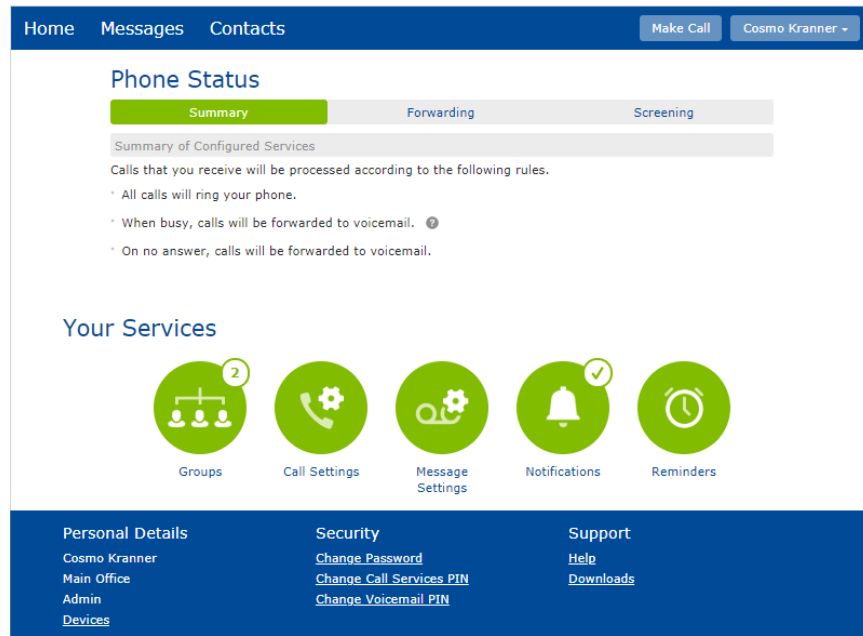 Home Messages Contacts Make Call Cosmo Kranner
Phone Status
Summary Forwarding Screening
Summary of Configured Services
Calls that you receive will be processed according to the following rules.
All calls will ring your phone.
When busy, calls will be forwarded to voicemail. ?
On no answer, calls will be forwarded to voicemail.
Your Services
2
Groups Call Settings Message Settings Notifications Reminders
Personal Details Security Support
Cosmo Kranner Change Password Help
Main Office Change Call Services PIN Downloads
Admin Change Voicemail PIN
Devices